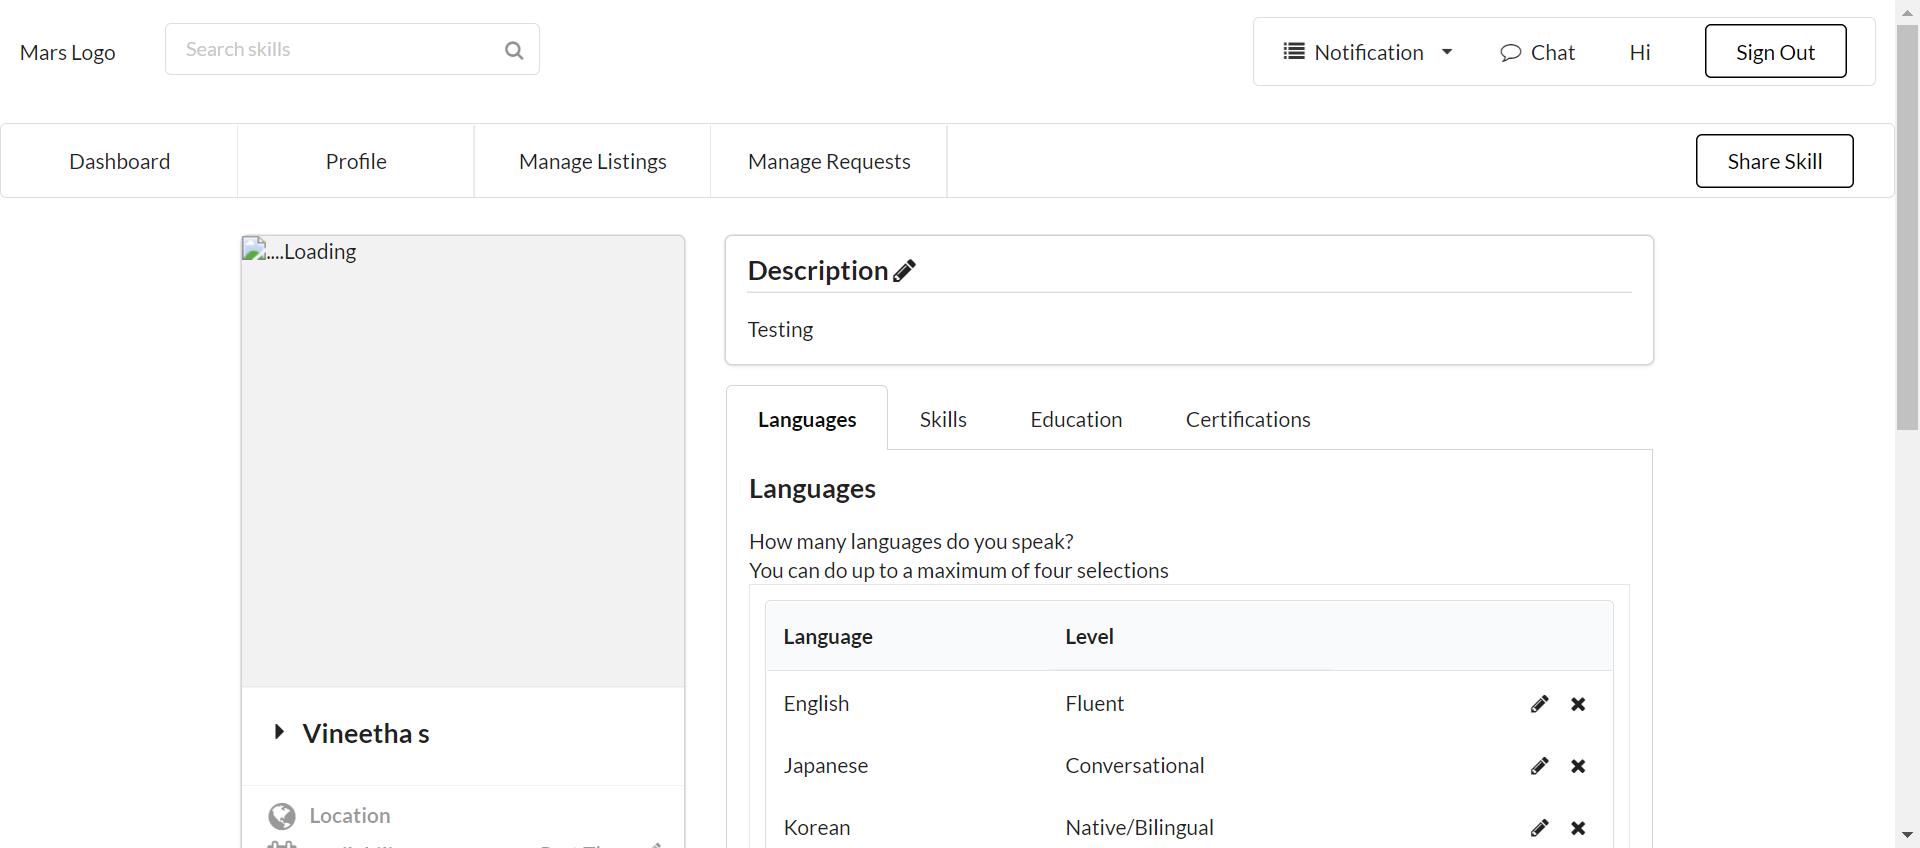 Mars Logo
Search skills
Notification
Chat
Hi
Sign Out
Dashboard
Profile
Manage Listings
Manage Requests
Share Skill
....Loading
Description
Testing
Languages
Skills
Education
Certifications
Languages
How many languages do you speak?
You can do up to a maximum of four selections
Language Level
English Fluent
Japanese Conversational
Korean Native/Bilingual
Vineetha s
Location